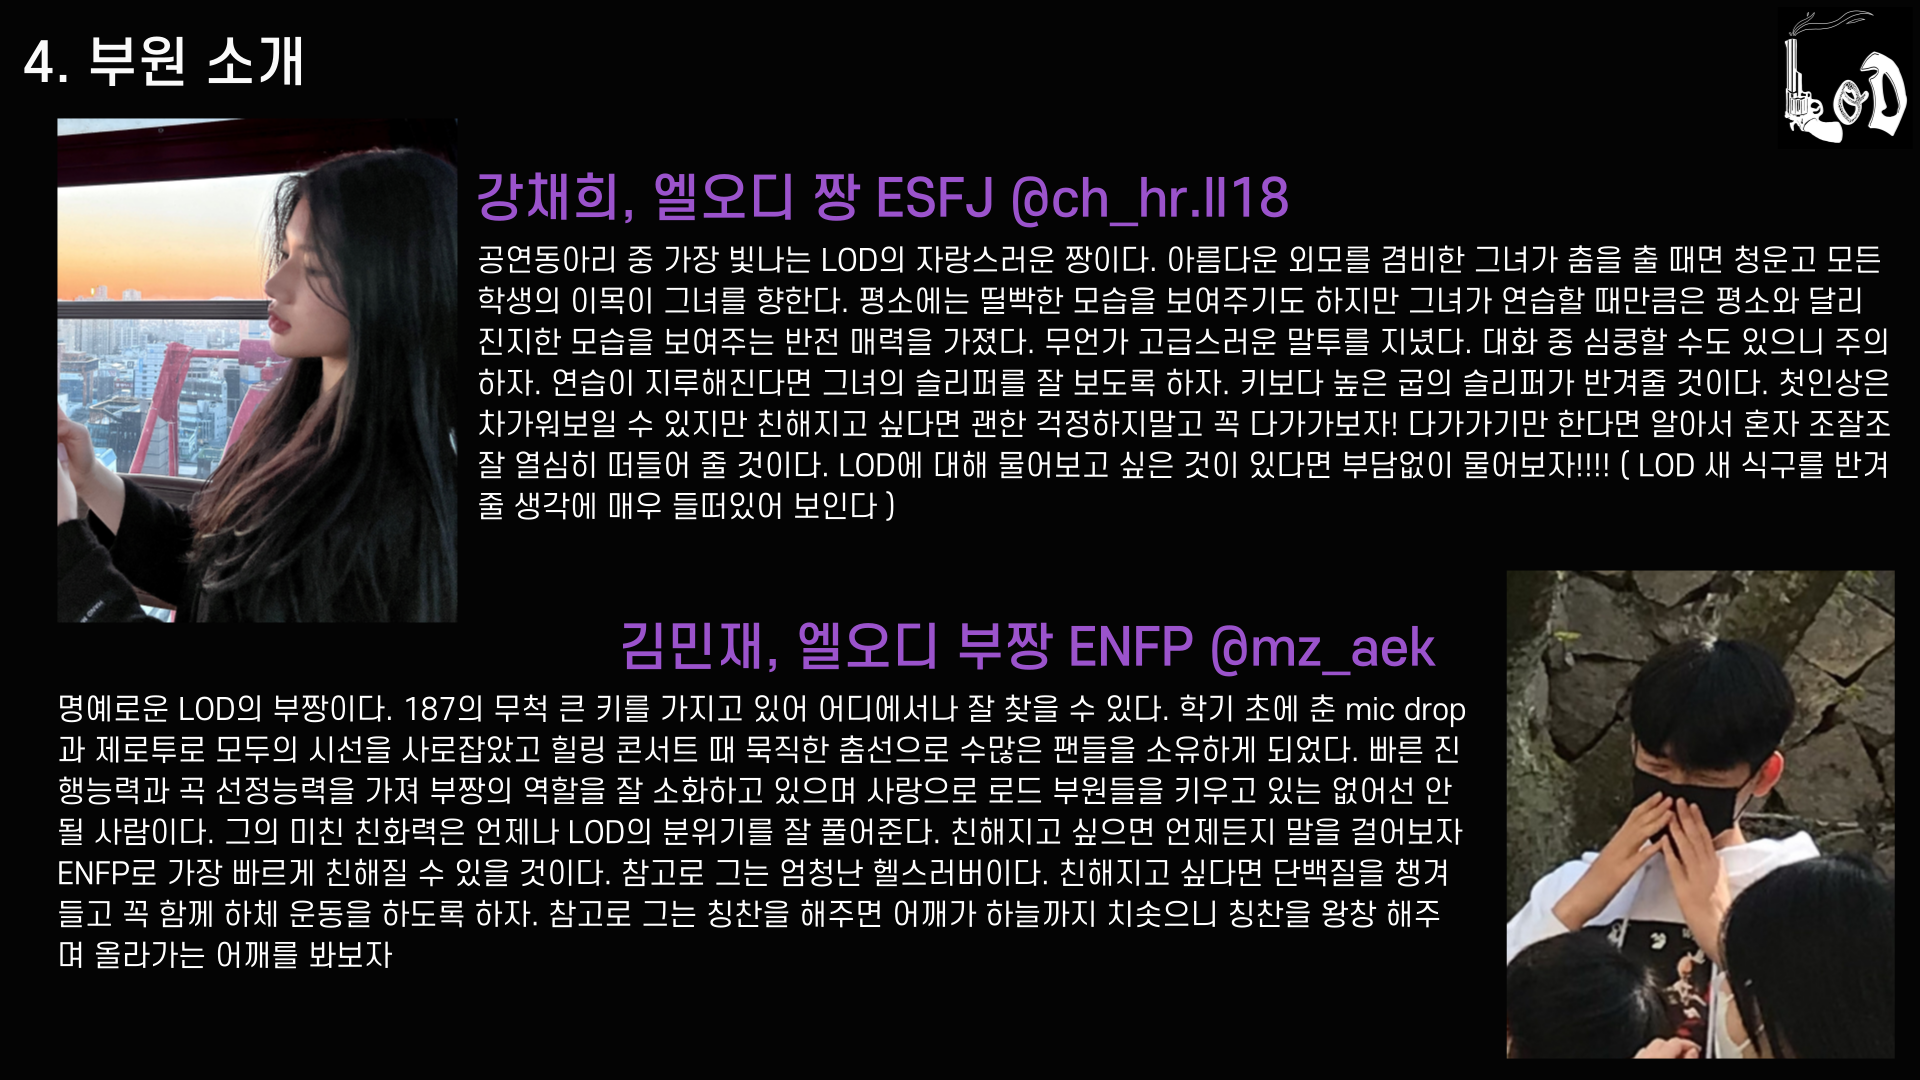 4. 부원 소개
LOD
강채희, 엘오디 짱 ESFJ @ch_hr.ll18
공연동아리 중 가장 빛나는 LOD의 자랑스러운 짱이다. 아름다운 외모를 겸비한 그녀가 춤을 출 때면 청운고 모든
학생의 이목이 그녀를 향한다. 평소에는 띨빡한 모습을 보여주기도 하지만 그녀가 연습할 때만큼은 평소와 달리
진지한 모습을 보여주는 반전 매력을 가졌다. 무언가 고급스러운 말투를 지녔다. 대화 중 심쿵할 수도 있으니 주의
하자. 연습이 지루해진다면 그녀의 슬리퍼를 잘 보도록 하자. 키보다 높은 굽의 슬리퍼가 반겨줄 것이다. 첫인상은
차가워보일 수 있지만 친해지고 싶다면 괜한 걱정하지말고 꼭 다가가보자! 다가가기만 한다면 알아서 혼자 조잘조
잘 열심히 떠들어 줄 것이다. LOD에 대해 물어보고 싶은 것이 있다면 부담없이 물어보자!!!! ( LOD 새 식구를 반겨
줄 생각에 매우 들떠있어 보인다 )
김민재, 엘오디 부짱 ENFP @mz_aek
명예로운 LOD의 부짱이다. 187의 무척 큰 키를 가지고 있어 어디에서나 잘 찾을 수 있다. 학기 초에 춘 mic drop
과 제로투로 모두의 시선을 사로잡았고 힐링 콘서트 때 묵직한 춤선으로 수많은 팬들을 소유하게 되었다. 빠른 진
행능력과 곡 선정능력을 가져 부짱의 역할을 잘 소화하고 있으며 사랑으로 로드 부원들을 키우고 있는 없어선 안
될 사람이다. 그의 미친 친화력은 언제나 LOD의 분위기를 잘 풀어준다. 친해지고 싶으면 언제든지 말을 걸어보자
ENFP로 가장 빠르게 친해질 수 있을 것이다. 참고로 그는 엄청난 헬스러버이다. 친해지고 싶다면 단백질을 챙겨
들고 꼭 함께 하체 운동을 하도록 하자. 참고로 그는 칭찬을 해주면 어깨가 하늘까지 치솟으니 칭찬을 왕창 해주
며 올라가는 어깨를 봐보자